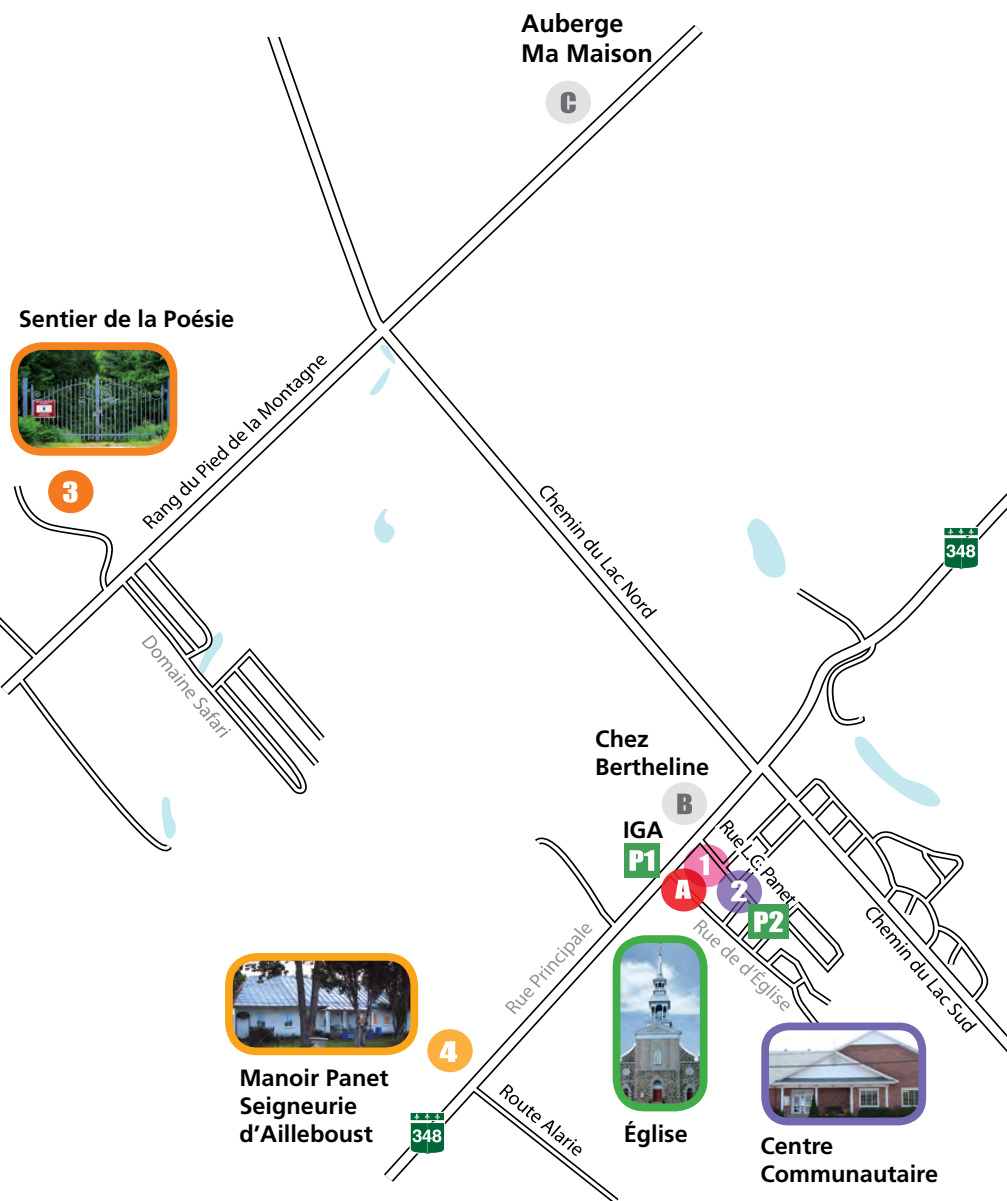 Auberge
Ma Maison
C
Sentier de la Poésie
3
Rang du Pied de la Montagne
Chemin du Lac Nord
348
Domaine Safari
Chez
Bertheline
B
IGA
P1
1
A
2
P2
Rue L.C. Panet
Rue de d'Église
Chemin du Lac Sud
Rue Principale
4
Manoir Panet
Seigneurie
d'Ailleboust
348
Route Alarie
Église
Centre
Communautaire